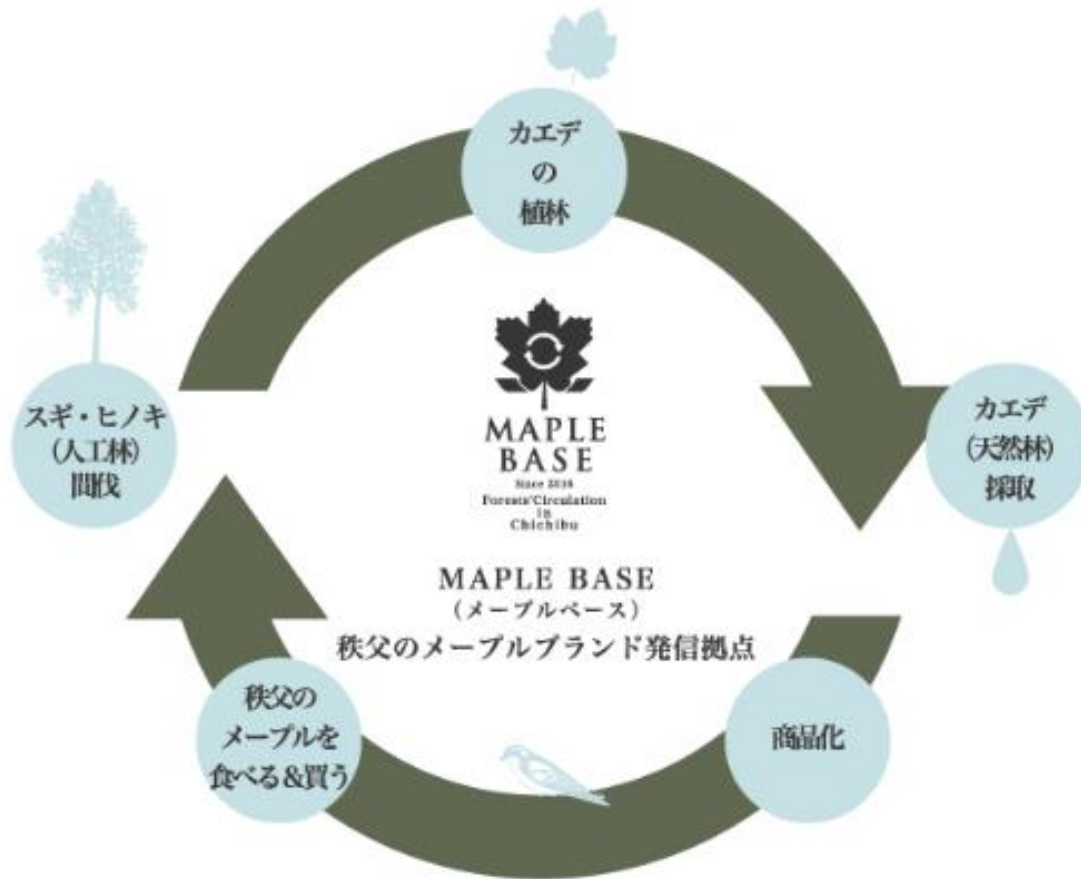 カエデ
の
植林
スギ・ヒノキ
(人工林)
間伐
カエデ
(天然林)
採取
MAPLE
BASE
Since 2016
Forests'Circulation
in
Chichibu
MAPLE BASE
(メープルベース)
秩父のメープルブランド発信拠点
秩父の
メープルを
食べる&買う
商品化